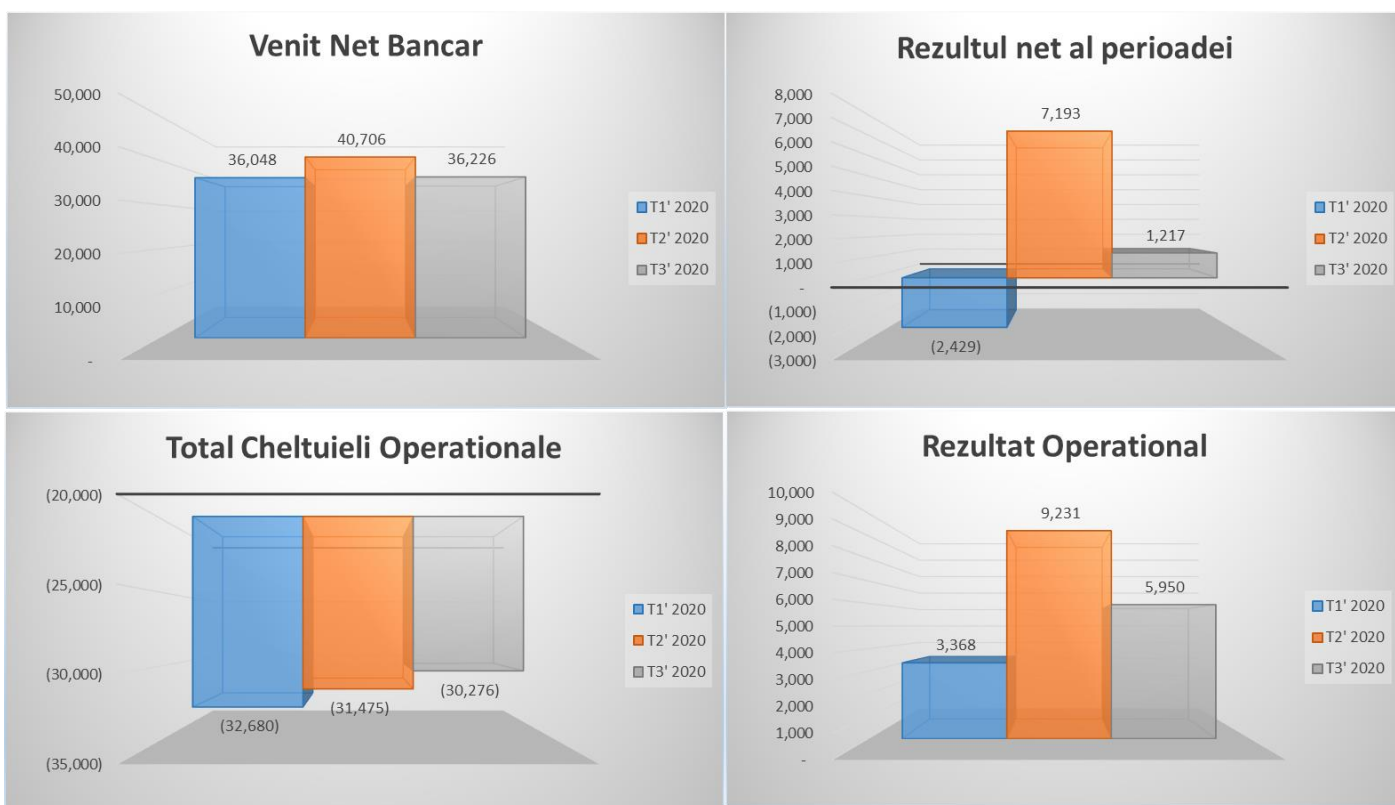 Venit Net Bancar
50,000
40,000
30,000
20,000
10,000
-
36,048
40,706
36,226
T1' 2020
T2' 2020
T3' 2020
Rezultul net al perioadei
8,000
7,000
6,000
5,000
4,000
3,000
2,000
1,000
-
(1,000)
(2,000)
(3,000)
(2,429)
7,193
1,217
T1' 2020
T2' 2020
T3' 2020
Total Cheltuieli Operationale
(20,000)
(25,000)
(30,000)
(35,000)
(32,680)
(31,475)
(30,276)
T1' 2020
T2' 2020
T3' 2020
Rezultat Operational
10,000
9,000
8,000
7,000
6,000
5,000
4,000
3,000
2,000
1,000
-
3,368
9,231
5,950
T1' 2020
T2' 2020
T3' 2020